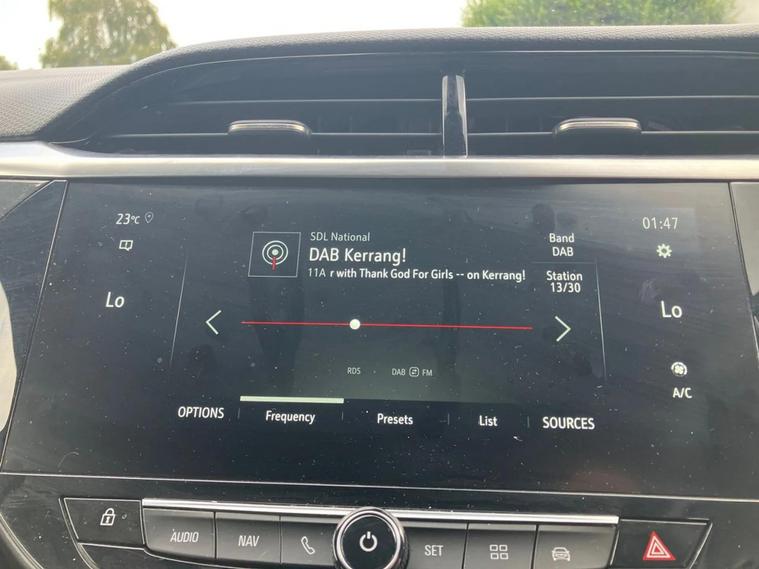 23°C
01:47
SDL National
DAB Kerrang!
11A r with Thank God For Girls -- on Kerrang!
Band
DAB
Station
13/30
Lo
Lo
RDS
DAB FM
A/C
OPTIONS
Frequency
Presets
List
SOURCES
AUDIO
NAV
SET